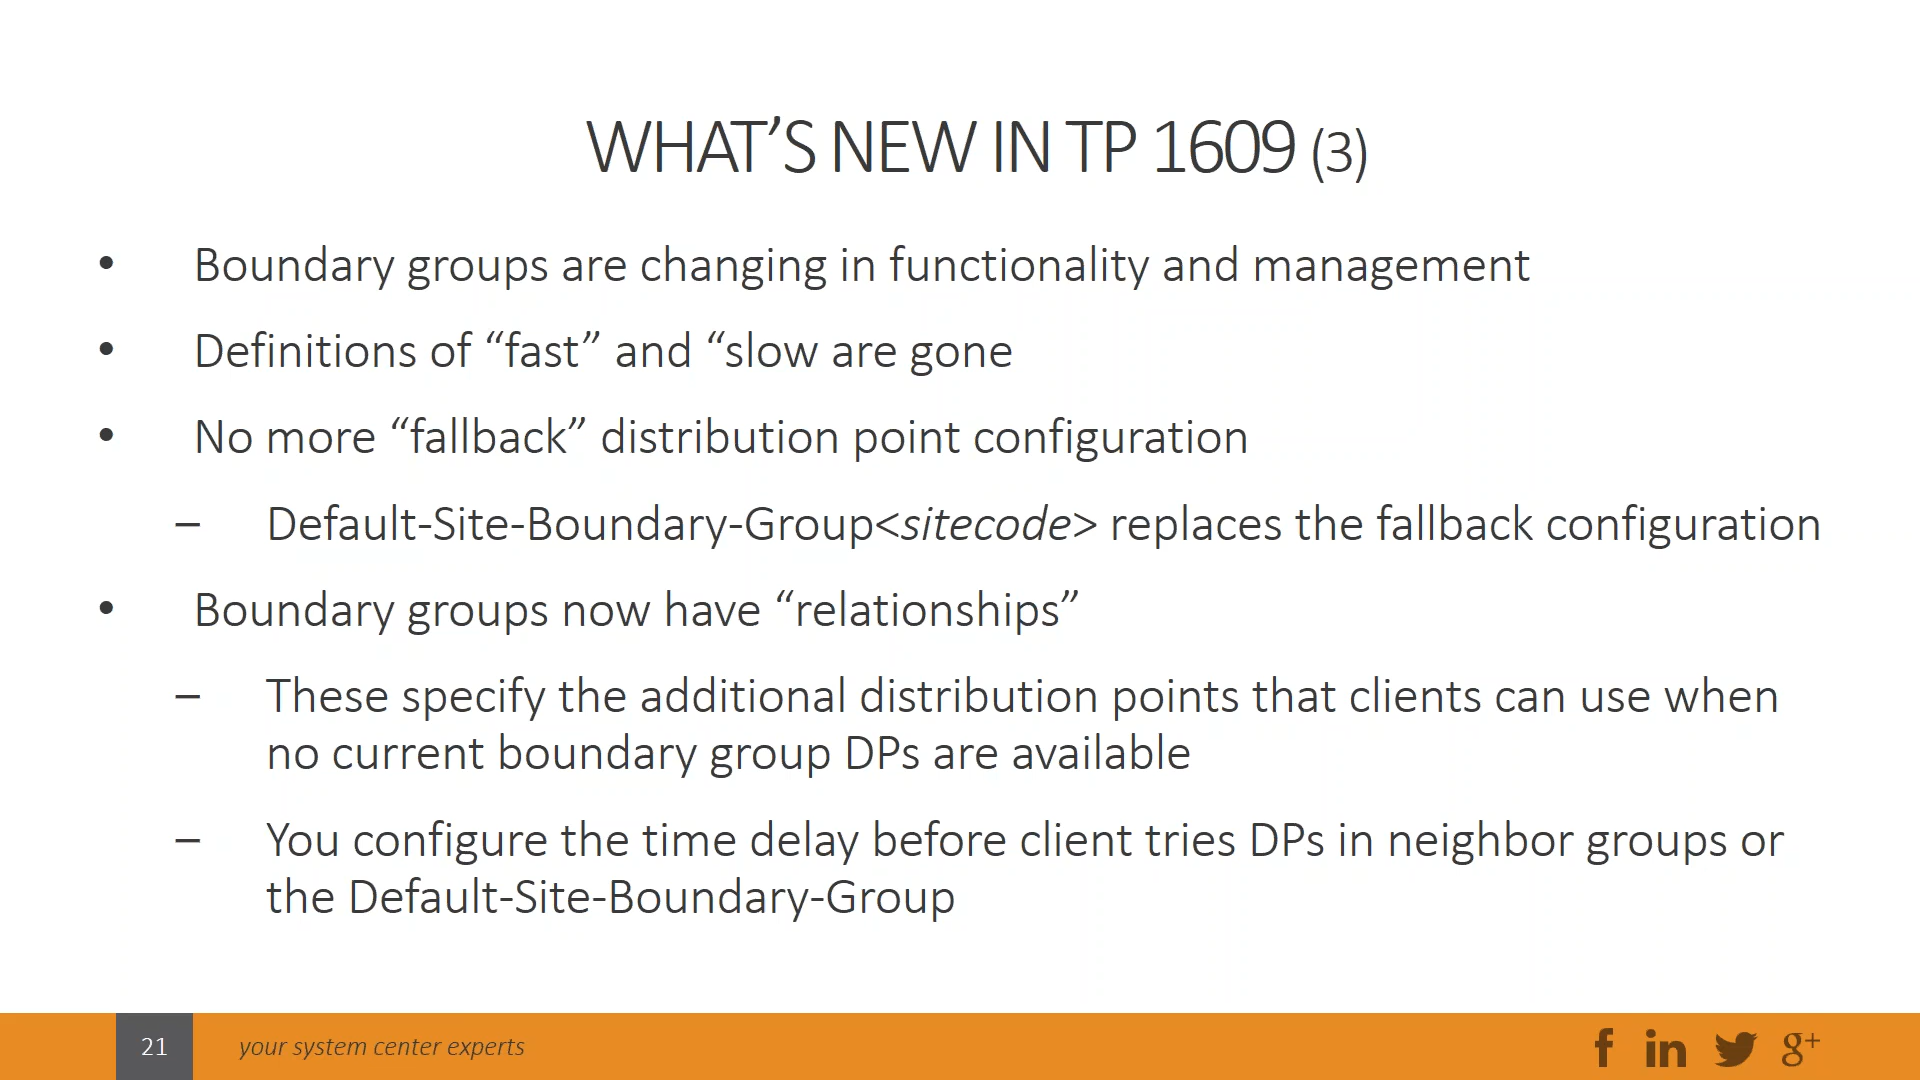 WHAT’S NEW IN TP 1609 (3)
• Boundary groups are changing in functionality and management
• Definitions of “fast” and “slow are gone
• No more “fallback” distribution point configuration
– Default-Site-Boundary-Group<sitecode> replaces the fallback configuration
• Boundary groups now have “relationships”
– These specify the additional distribution points that clients can use when
no current boundary group DPs are available
– You configure the time delay before client tries DPs in neighbor groups or
the Default-Site-Boundary-Group
21 your system center experts f in g+